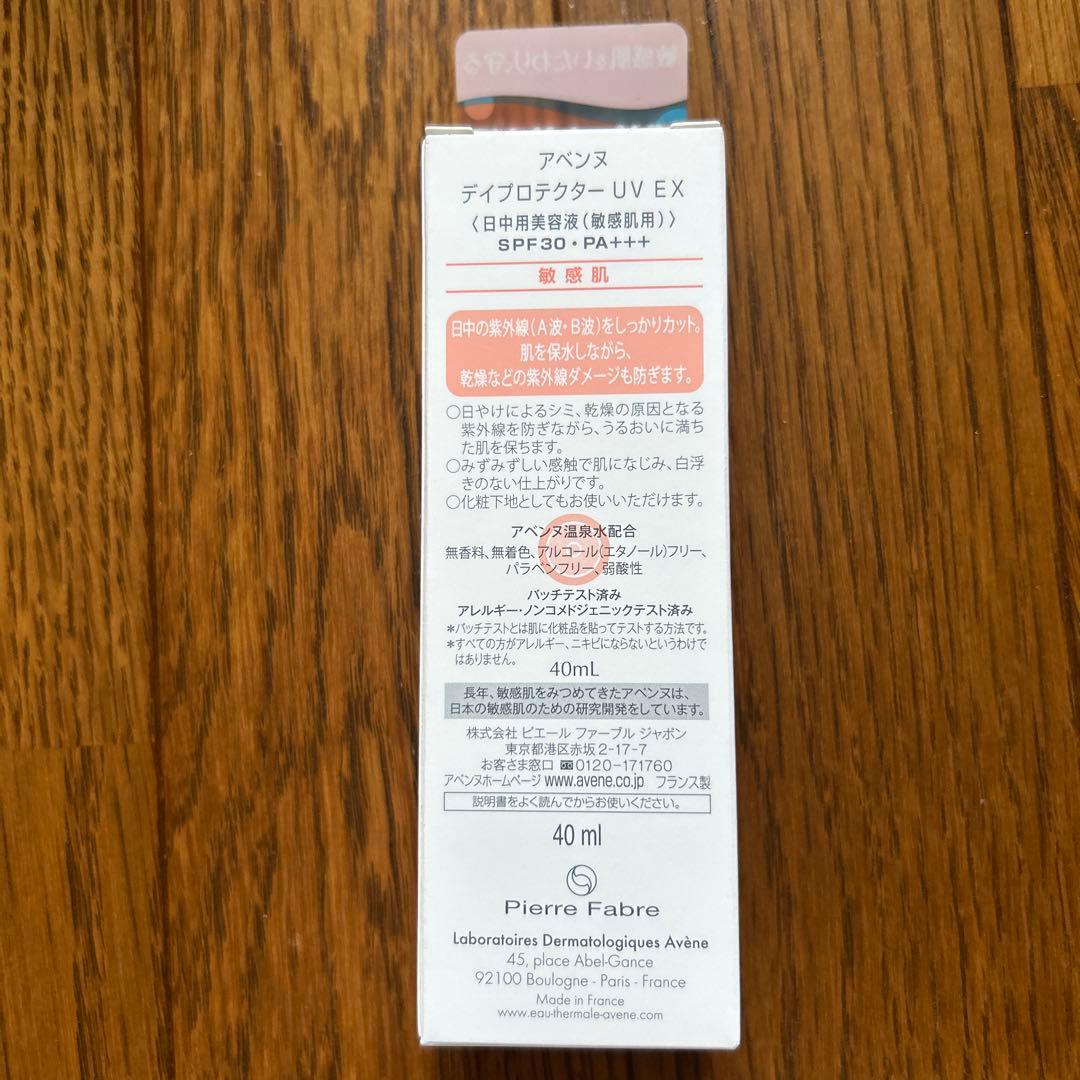 敏感肌をいたわり、守る
アベンヌ
デイプロテクター UV EX
〈日中用美容液（敏感肌用）〉
SPF30・PA+++
敏感肌
日中の紫外線（A波・B波）をしっかりカット。
肌を保水しながら、
乾燥などの紫外線ダメージも防ぎます。
○日やけによるシミ、乾燥の原因となる
紫外線を防ぎながら、うるおいに満ち
た肌を保ちます。
○みずみずしい感触で肌になじみ、白浮
きのない仕上がりです。
○化粧下地としてもお使いいただけます。
アベンヌ温泉水配合
無香料、無着色、アルコール（エタノール）フリー、
パラベンフリー、弱酸性
パッチテスト済み
アレルギー・ノンコメドジェニックテスト済み
＊パッチテストとは肌に化粧品を貼ってテストする方法です。
＊すべての方がアレルギー、ニキビにならないというわけで
はありません。
40mL
長年、敏感肌をみつめてきたアベンヌは、
日本の敏感肌のための研究開発をしています。
株式会社 ピエール ファーブル ジャポン
東京都港区赤坂2-17-7
お客さま窓口 0120-171760
アベンヌホームページ www.avene.co.jp フランス製
説明書をよく読んでからお使いください。
40 ml
Pierre Fabre
Laboratoires Dermatologiques Avène
45, place Abel-Gance
92100 Boulogne - Paris - France
Made in France
www.eau-thermale-avene.com